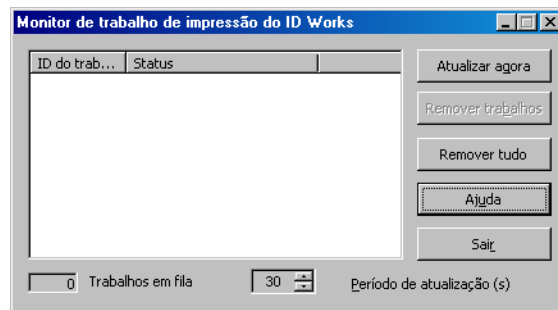 Monitor de trabalho de impressão do ID Works
ID do trab... Status
Atualizar agora
Remover trabalhos
Remover tudo
Ajuda
Sair
0 Trabalhos em fila 30 Período de atualização (s)